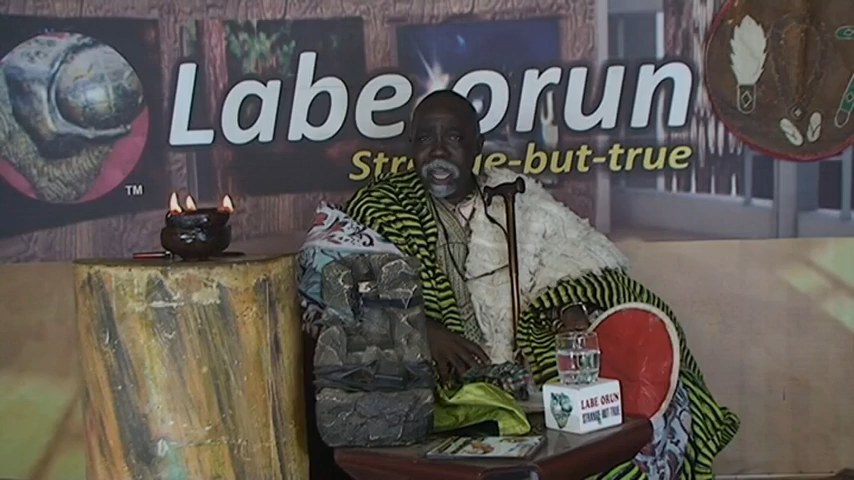 Labe orun
Strange-but-true
TM
LABE ORUN
STRANGE BUT TRUE